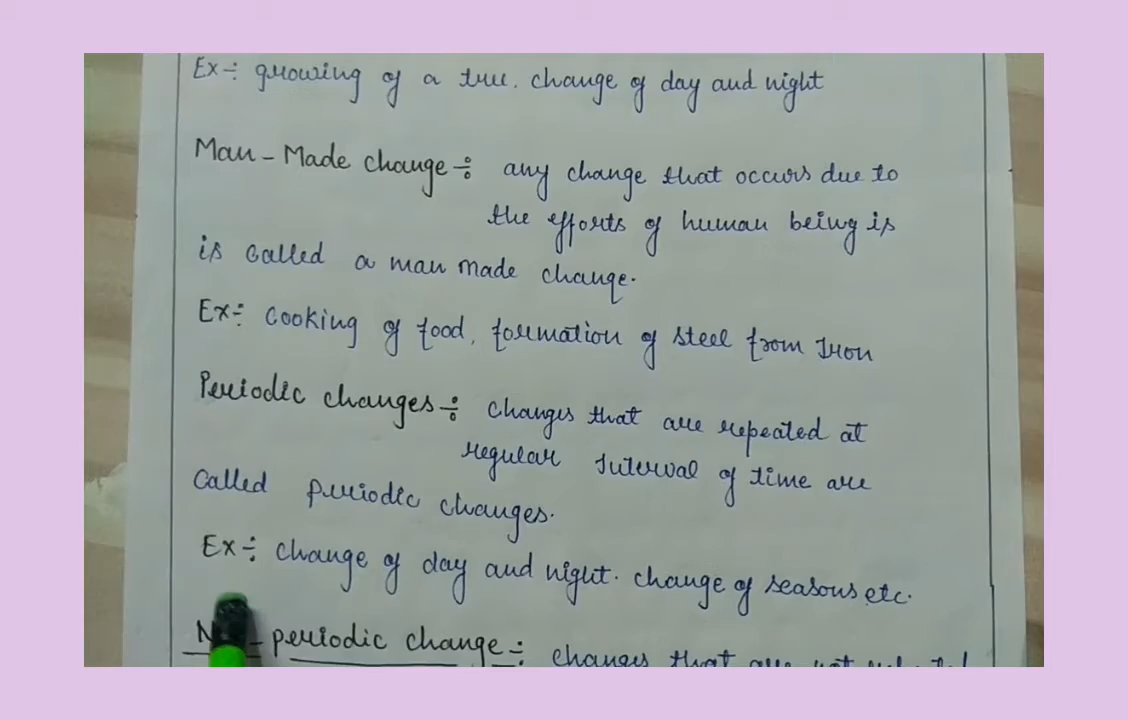 Ex÷ growing of a tree. change of day and night
Man-Made change÷ any change that occurs due to
the efforts of human being is
is called a man made change.
Ex÷ cooking of food, formation of steel from Iron
Periodic changes÷ changes that are repeated at
regular Interval of time are
called periodic changes.
Ex÷ change of day and night. change of seasons etc.
periodic change÷ changes that are not